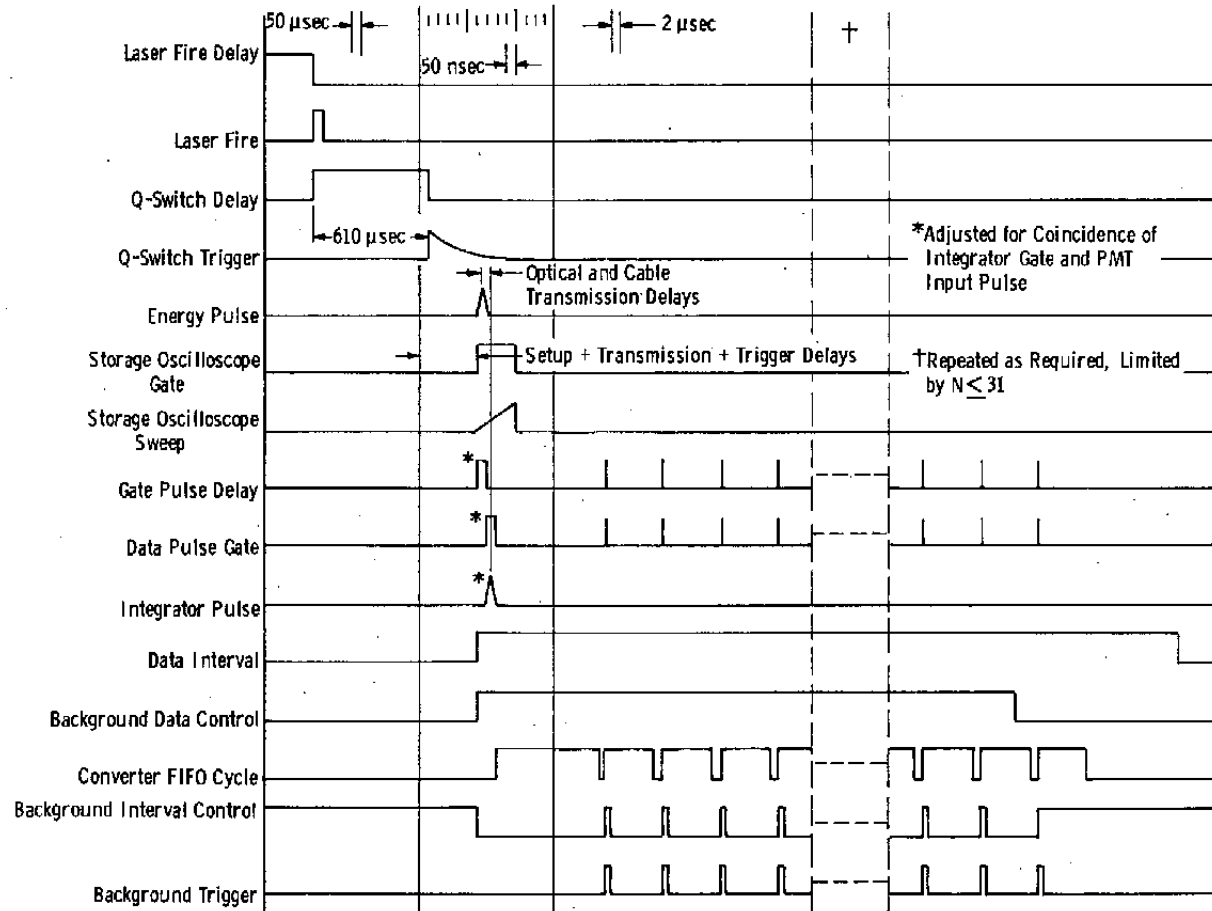 50 μsec
2 μsec
†
50 nsec
Laser Fire Delay
Laser Fire
Q-Switch Delay
610 μsec
Q-Switch Trigger
*Adjusted for Coincidence of
Integrator Gate and PMT
Input Pulse
Optical and Cable
Transmission Delays
Energy Pulse
Storage Oscilloscope
Gate
Setup + Transmission + Trigger Delays
†Repeated as Required, Limited
by N ≤ 31
Storage Oscilloscope
Sweep
*
Gate Pulse Delay
*
Data Pulse Gate
*
Integrator Pulse
Data Interval
Background Data Control
Converter FIFO Cycle
Background Interval Control
Background Trigger